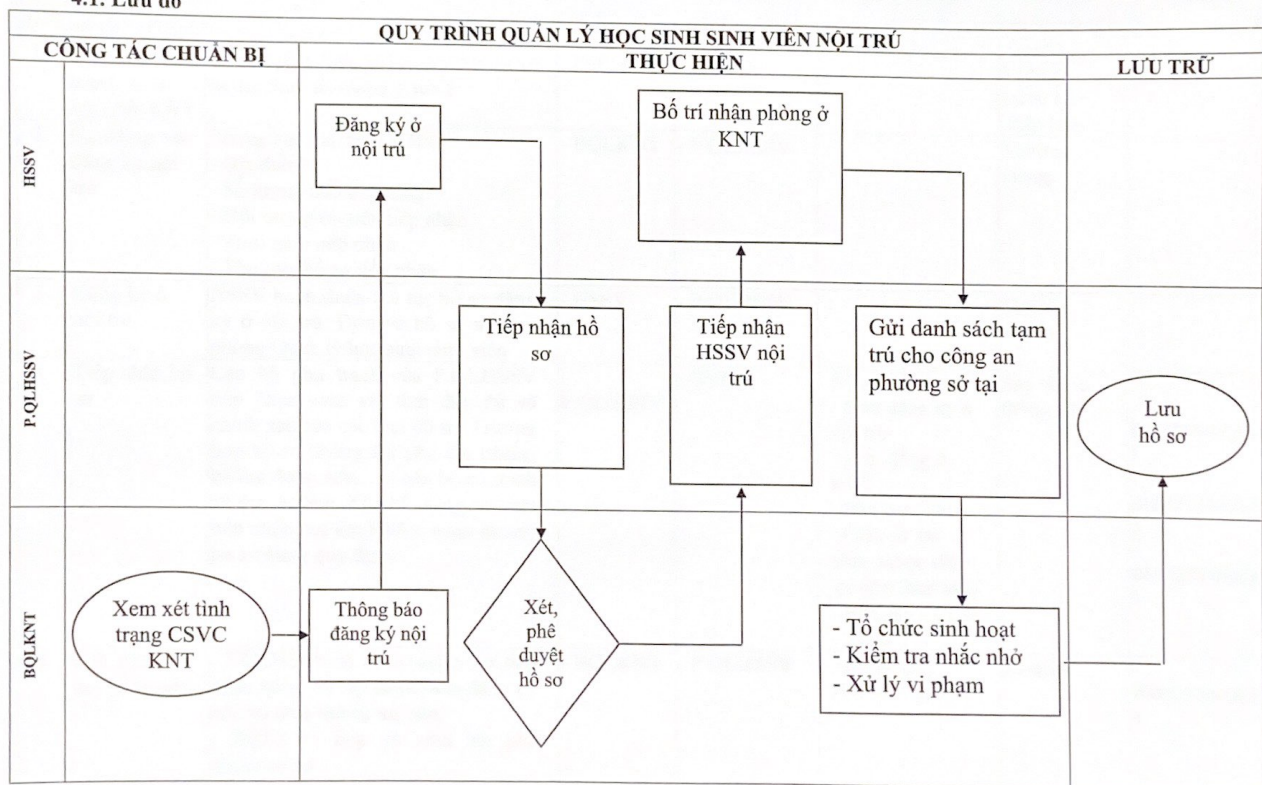 4.1. Lưu đồ
QUY TRÌNH QUẢN LÝ HỌC SINH SINH VIÊN NỘI TRÚ
CÔNG TÁC CHUẨN BỊ
THỰC HIỆN
LƯU TRỮ
HSSV
Đăng ký ở
nội trú
Bố trí nhận phòng ở
KNT
P.QLHSSV
Tiếp nhận hồ
sơ
Tiếp nhận
HSSV nội
trú
Gửi danh sách tạm
trú cho công an
phường sở tại
Lưu
hồ sơ
BQLKNT
Xem xét tình
trạng CSVC
KNT
Thông báo
đăng ký nội
trú
Xét,
phê
duyệt
hồ sơ
- Tổ chức sinh hoạt
- Kiểm tra nhắc nhở
- Xử lý vi phạm